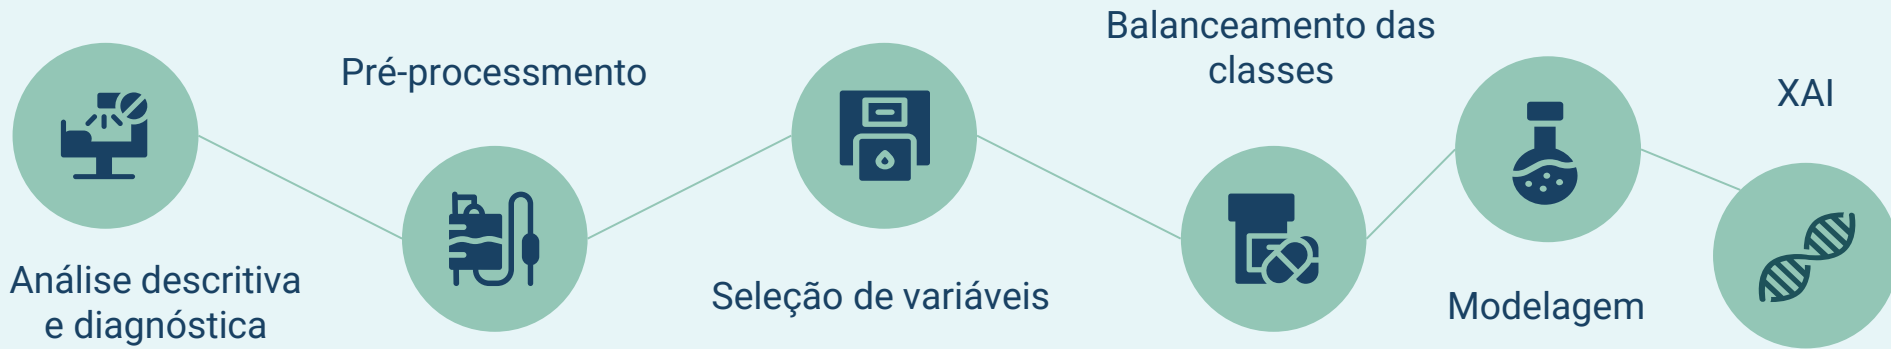 Análise descritiva
e diagnóstica
Pré-processmento
Seleção de variáveis
Balanceamento das
classes
Modelagem
XAI